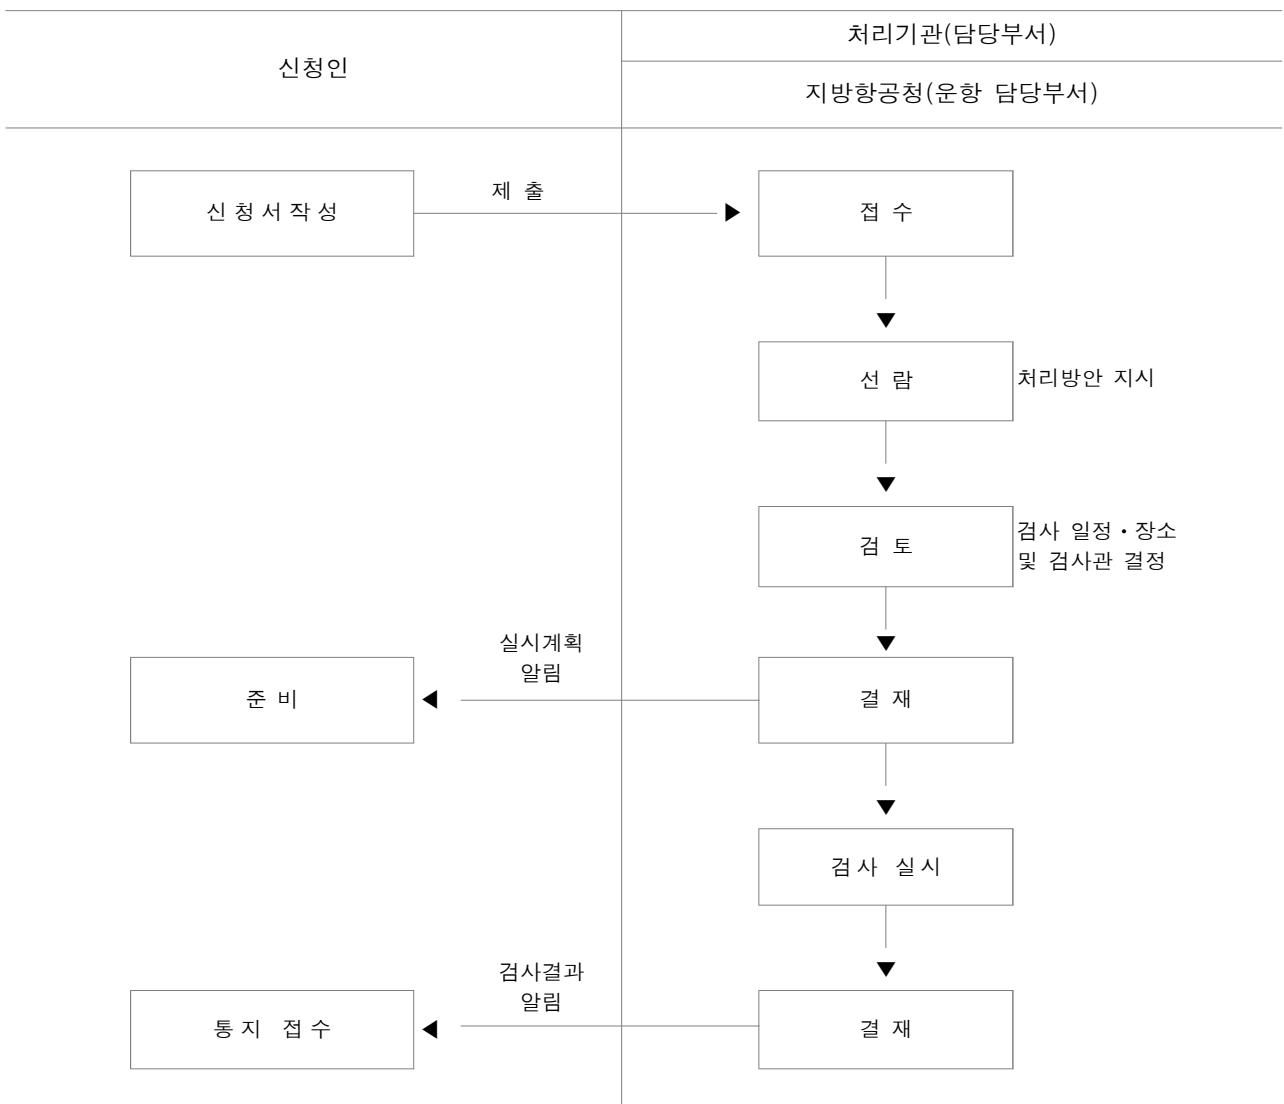 신청인
처리기관(담당부서)
지방항공청(운항 담당부서)
신청서작성
제 출
접 수
선 람
처리방안 지시
검 토
검사 일정·장소
및 검사관 결정
실시계획
알림
준 비
결 재
검사 실시
검사결과
알림
통지 접수
결 재